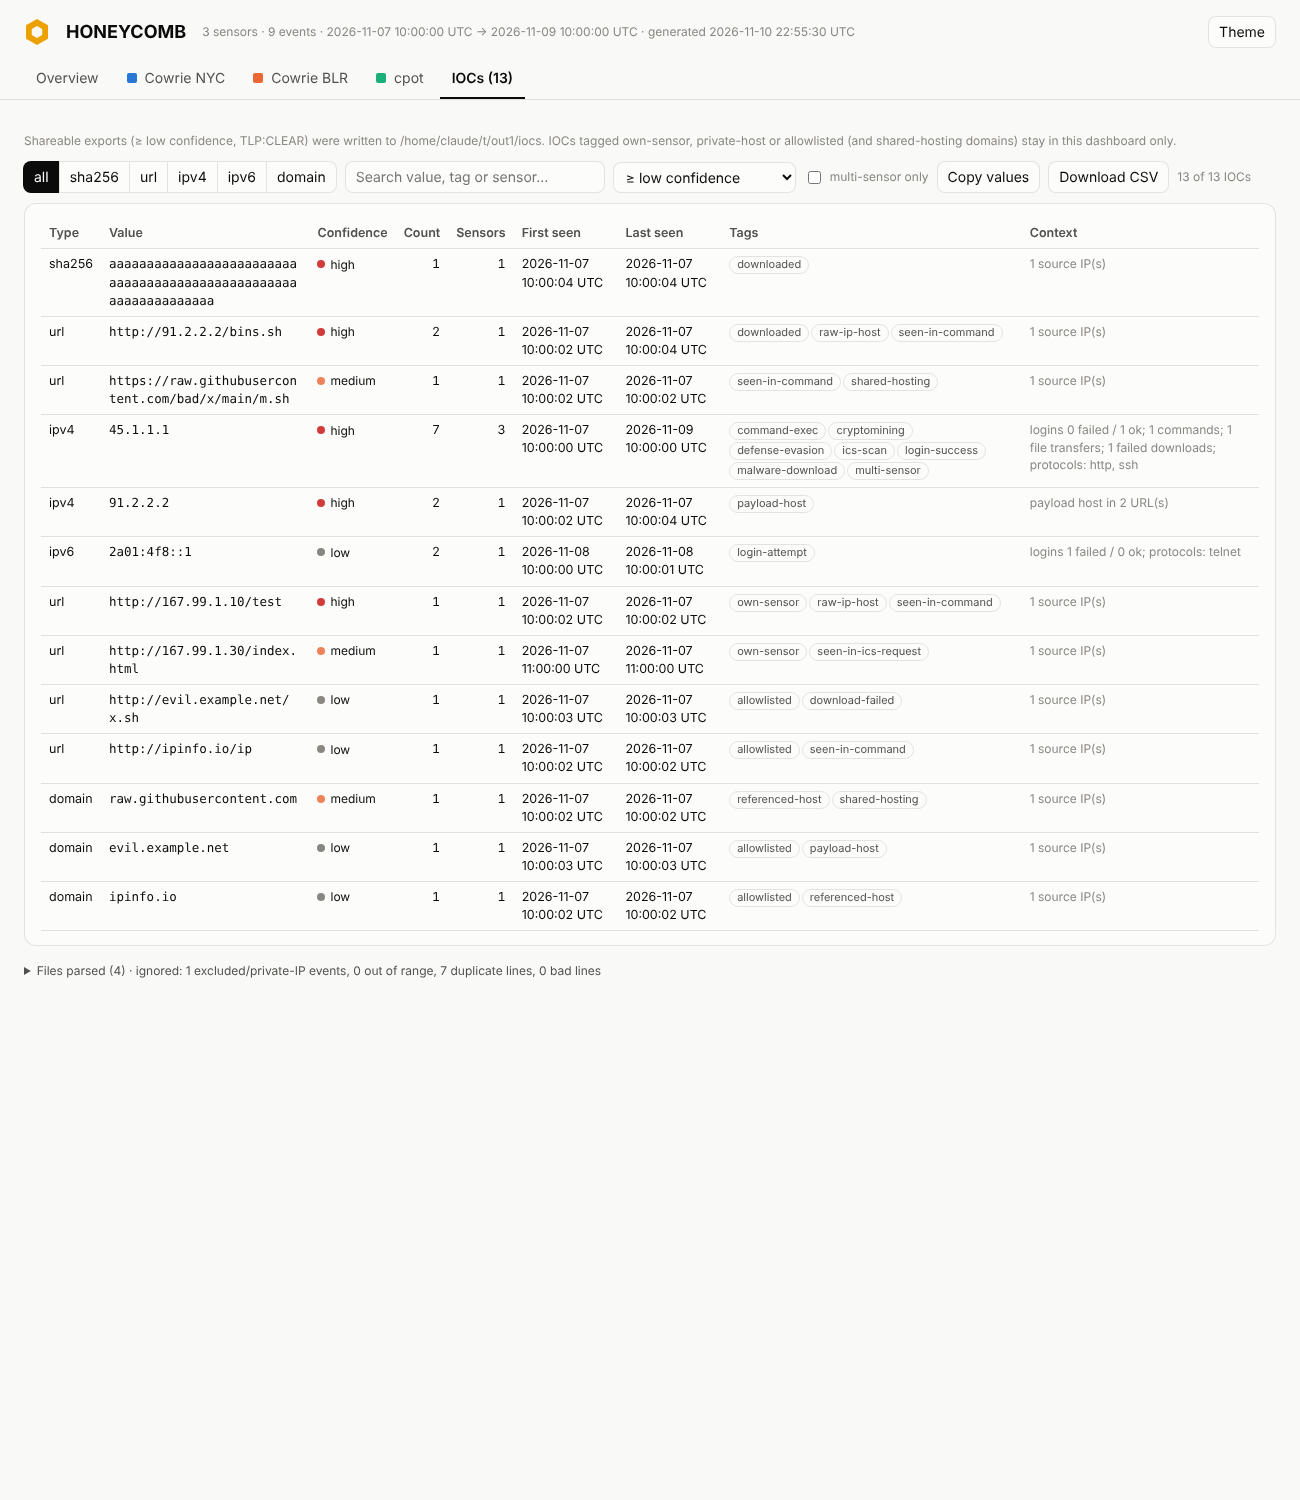 HONEYCOMB 3 sensors · 9 events · 2026-11-07 10:00:00 UTC → 2026-11-09 10:00:00 UTC · generated 2026-11-10 22:55:30 UTC Theme
Overview Cowrie NYC Cowrie BLR cpot IOCs (13)
Shareable exports (≥ low confidence, TLP:CLEAR) were written to /home/claude/t/out1/iocs. IOCs tagged own-sensor, private-host or allowlisted (and shared-hosting domains) stay in this dashboard only.
all sha256 url ipv4 ipv6 domain Search value, tag or sensor... ≥ low confidence multi-sensor only Copy values Download CSV 13 of 13 IOCs
Type Value Confidence Count Sensors First seen Last seen Tags Context
sha256 aaaaaaaaaaaaaaaaaaaaaaaaa high 1 1 2026-11-07 2026-11-07 downloaded 1 source IP(s)
aaaaaaaaaaaaaaaaaaaaaaaaa 10:00:04 UTC 10:00:04 UTC
aaaaaaaaaaaaaa
url http://91.2.2.2/bins.sh high 2 1 2026-11-07 2026-11-07 downloaded raw-ip-host seen-in-command 1 source IP(s)
10:00:02 UTC 10:00:04 UTC
url https://raw.githubusercon medium 1 1 2026-11-07 2026-11-07 seen-in-command shared-hosting 1 source IP(s)
tent.com/bad/x/main/m.sh 10:00:02 UTC 10:00:02 UTC
ipv4 45.1.1.1 high 7 3 2026-11-07 2026-11-09 command-exec cryptomining logins 0 failed / 1 ok; 1 commands; 1
10:00:00 UTC 10:00:00 UTC defense-evasion ics-scan login-success file transfers; 1 failed downloads;
malware-download multi-sensor protocols: http, ssh
ipv4 91.2.2.2 high 2 1 2026-11-07 2026-11-07 payload-host payload host in 2 URL(s)
10:00:02 UTC 10:00:04 UTC
ipv6 2a01:4f8::1 low 2 1 2026-11-08 2026-11-08 login-attempt logins 1 failed / 0 ok; protocols: telnet
10:00:00 UTC 10:00:01 UTC
url http://167.99.1.10/test high 1 1 2026-11-07 2026-11-07 own-sensor raw-ip-host seen-in-command 1 source IP(s)
10:00:02 UTC 10:00:02 UTC
url http://167.99.1.30/index. medium 1 1 2026-11-07 2026-11-07 own-sensor seen-in-ics-request 1 source IP(s)
html 11:00:00 UTC 11:00:00 UTC
url http://evil.example.net/ low 1 1 2026-11-07 2026-11-07 allowlisted download-failed 1 source IP(s)
x.sh 10:00:03 UTC 10:00:03 UTC
url http://ipinfo.io/ip low 1 1 2026-11-07 2026-11-07 allowlisted seen-in-command 1 source IP(s)
10:00:02 UTC 10:00:02 UTC
domain raw.githubusercontent.com medium 1 1 2026-11-07 2026-11-07 referenced-host shared-hosting 1 source IP(s)
10:00:02 UTC 10:00:02 UTC
domain evil.example.net low 1 1 2026-11-07 2026-11-07 allowlisted payload-host 1 source IP(s)
10:00:03 UTC 10:00:03 UTC
domain ipinfo.io low 1 1 2026-11-07 2026-11-07 allowlisted referenced-host 1 source IP(s)
10:00:02 UTC 10:00:02 UTC
Files parsed (4) · ignored: 1 excluded/private-IP events, 0 out of range, 7 duplicate lines, 0 bad lines